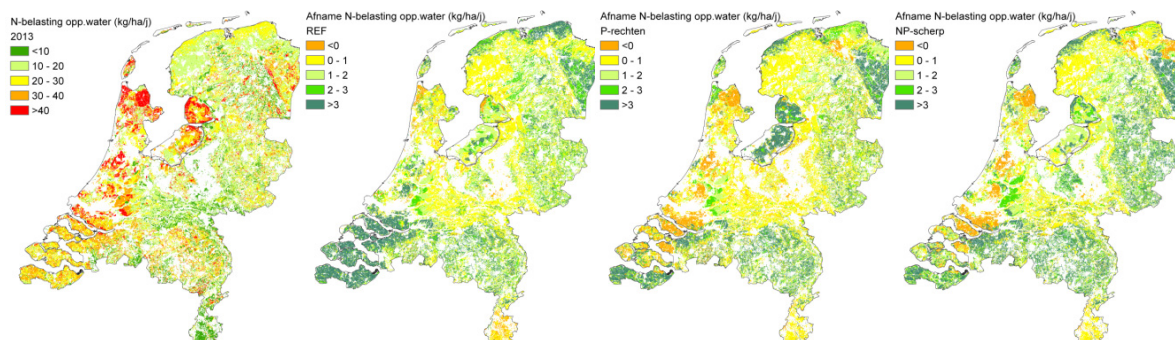 N-belasting opp.water (kg/ha/j)
2013
<10
10 - 20
20 - 30
30 - 40
>40
Afname N-belasting opp.water (kg/ha/j)
REF
<0
0 - 1
1 - 2
2 - 3
>3
Afname N-belasting opp.water (kg/ha/j)
P-rechten
<0
0 - 1
1 - 2
2 - 3
>3
Afname N-belasting opp.water (kg/ha/j)
NP-scherp
<0
0 - 1
1 - 2
2 - 3
>3